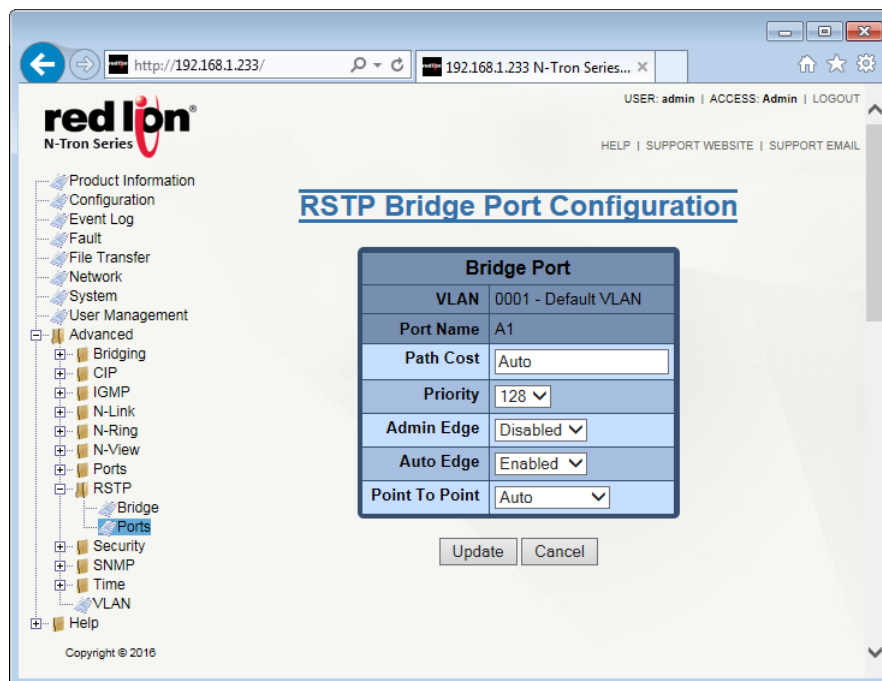 http://192.168.1.233/
192.168.1.233 N-Tron Series...
USER: admin | ACCESS: Admin | LOGOUT
red lion®
N-Tron Series
HELP | SUPPORT WEBSITE | SUPPORT EMAIL
Product Information
Configuration
Event Log
Fault
File Transfer
Network
System
User Management
Advanced
Bridging
CIP
IGMP
N-Link
N-Ring
N-View
Ports
RSTP
Bridge
Ports
Security
SNMP
Time
VLAN
Help
Copyright © 2016
RSTP Bridge Port Configuration
Bridge Port
VLAN 0001 - Default VLAN
Port Name A1
Path Cost Auto
Priority 128
Admin Edge Disabled
Auto Edge Enabled
Point To Point Auto
Update Cancel